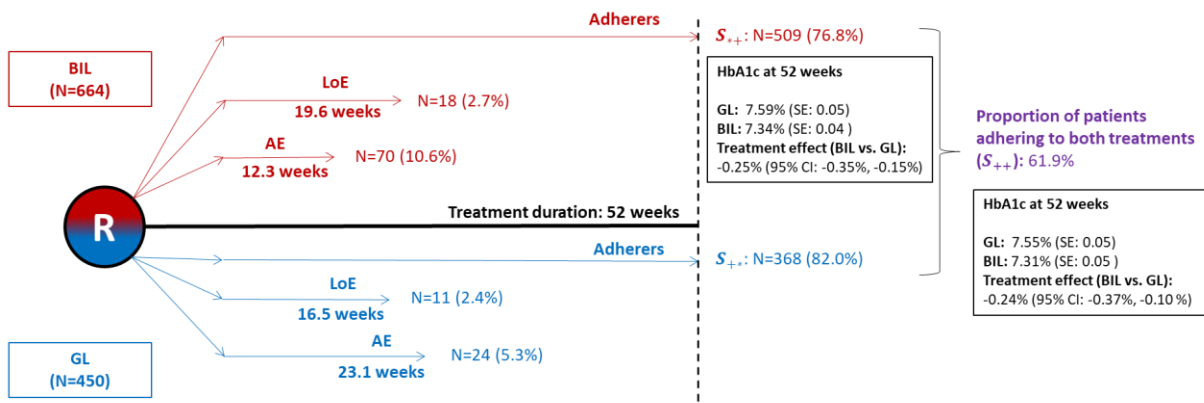 BIL
(N=664)
Adherers
LoE
19.6 weeks
N=18 (2.7%)
AE
12.3 weeks
N=70 (10.6%)
R
Treatment duration: 52 weeks
Adherers
LoE
16.5 weeks
N=11 (2.4%)
AE
23.1 weeks
N=24 (5.3%)
GL
(N=450)
S*+: N=509 (76.8%)
HbA1c at 52 weeks
GL: 7.59% (SE: 0.05)
BIL: 7.34% (SE: 0.04 )
Treatment effect (BIL vs. GL):
-0.25% (95% CI: -0.35%, -0.15%)
S+*: N=368 (82.0%)
Proportion of patients
adhering to both treatments
(S++): 61.9%
HbA1c at 52 weeks
GL: 7.55% (SE: 0.05)
BIL: 7.31% (SE: 0.05 )
Treatment effect (BIL vs. GL):
-0.24% (95% CI: -0.37%, -0.10 %)